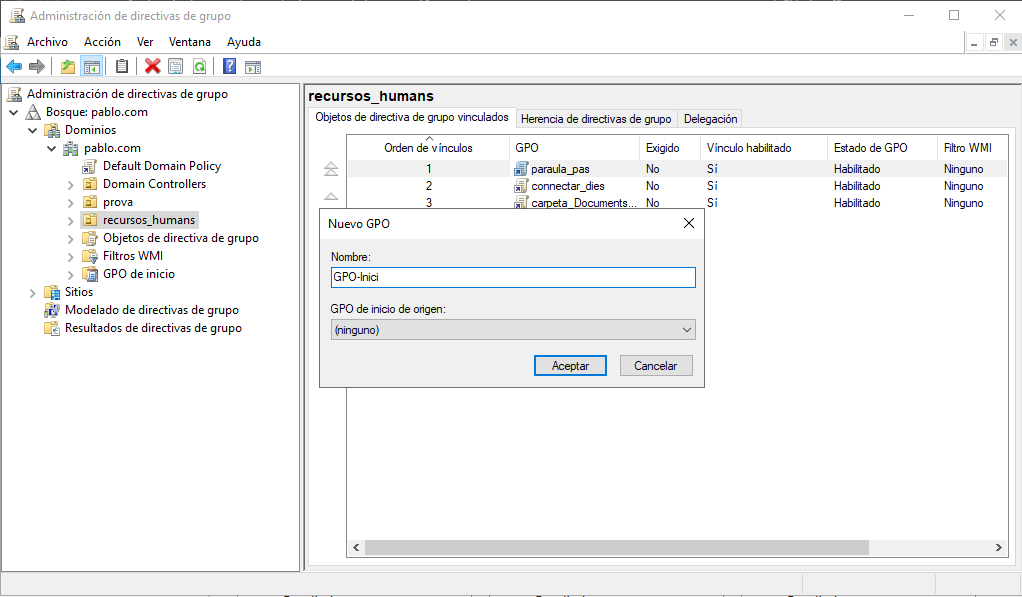 Administración de directivas de grupo
Archivo Acción Ver Ventana Ayuda
Administración de directivas de grupo
Bosque: pablo.com
Dominios
pablo.com
Default Domain Policy
Domain Controllers
prova
recursos_humans
Objetos de directiva de grupo
Filtros WMI
GPO de inicio
Sitios
Modelado de directivas de grupo
Resultados de directivas de grupo
recursos_humans
Objetos de directiva de grupo vinculados Herencia de directivas de grupo Delegación
Orden de vínculos GPO Exigido Vínculo habilitado Estado de GPO Filtro WMI
1 paraula_pas No Sí Habilitado Ninguno
2 connectar_dies No Sí Habilitado Ninguno
3 carpeta_Documents... No Sí Habilitado Ninguno
Nuevo GPO
Nombre:
GPO-Inici
GPO de inicio de origen:
(ninguno)
Aceptar Cancelar